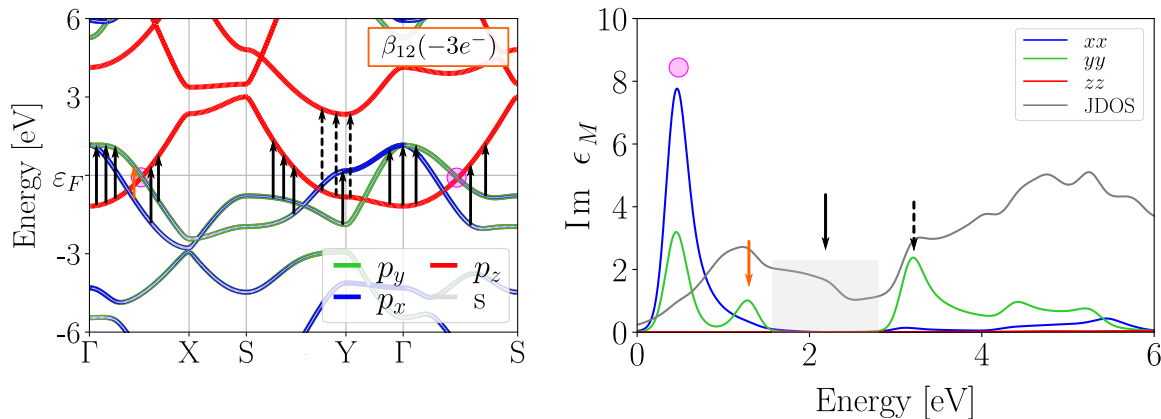 6
3
ε_F
-3
-6
Energy [eV]
β₁₂(−3e⁻)
p_y
p_z
p_x
s
Γ
X
S
Y
Γ
S
10
8
6
4
2
0
Im ϵ_M
xx
yy
zz
JDOS
0
2
4
6
Energy [eV]